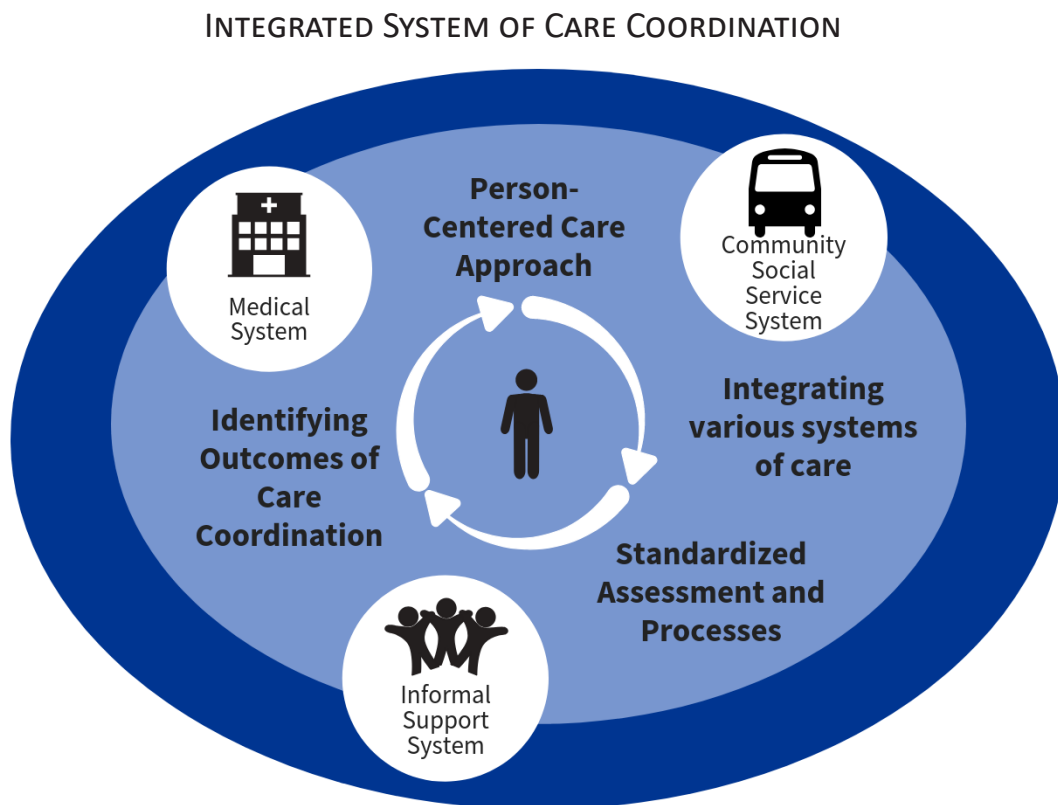 INTEGRATED SYSTEM OF CARE COORDINATION
Person-
Centered Care
Approach
Medical
System
Community
Social
Service
System
Identifying
Outcomes of
Care
Coordination
Integrating
various systems
of care
Standardized
Assessment and
Processes
Informal
Support
System